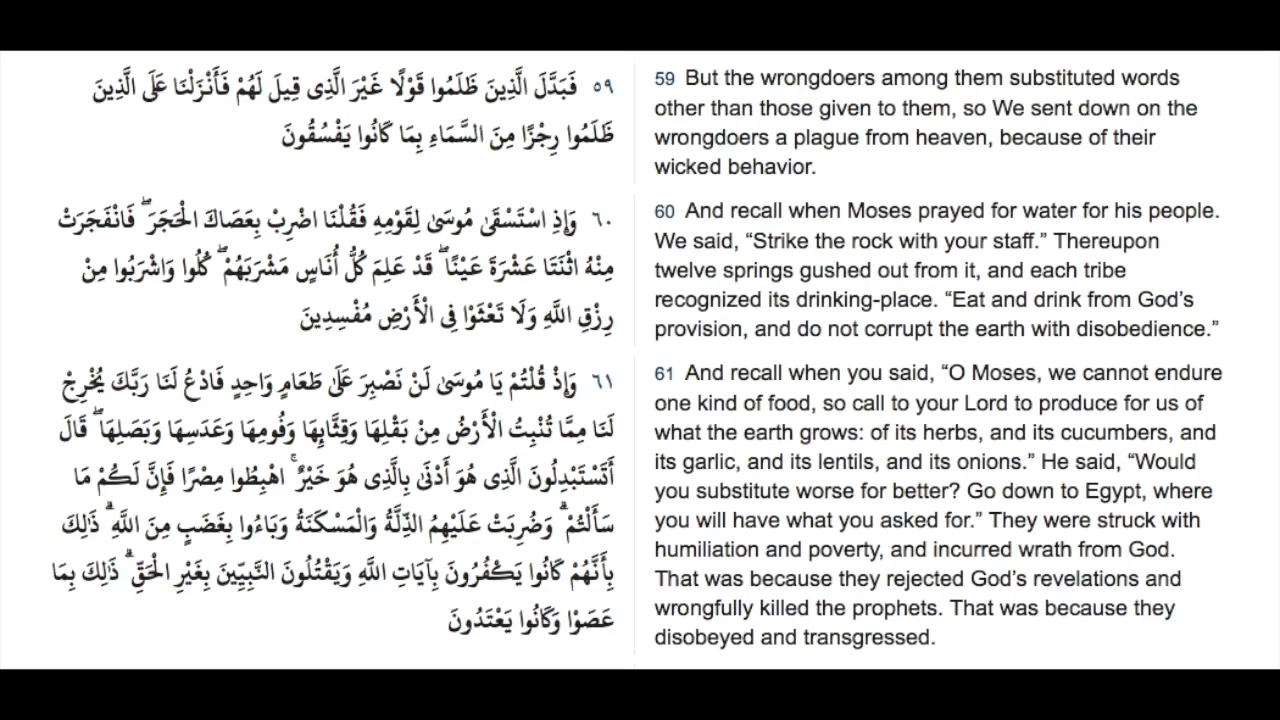 ٥٩ فَبَدَّلَ الَّذِينَ ظَلَمُوا قَوْلًا غَيْرَ الَّذِى قِيلَ لَهُمْ فَأَنْزَلْنَا عَلَى الَّذِينَ
ظَلَمُوا رِجْزًا مِنَ السَّمَاءِ بِمَا كَانُوا يَفْسُقُونَ
59 But the wrongdoers among them substituted words
other than those given to them, so We sent down on the
wrongdoers a plague from heaven, because of their
wicked behavior.
٦٠ وَإِذِ اسْتَسْقَىٰ مُوسَىٰ لِقَوْمِهِ فَقُلْنَا اضْرِبْ بِعَصَاكَ الْحَجَرَ ۖ فَانْفَجَرَتْ
مِنْهُ اثْنَتَا عَشْرَةَ عَيْنًا ۖ قَدْ عَلِمَ كُلُّ أُنَاسٍ مَشْرَبَهُمْ ۖ كُلُوا وَاشْرَبُوا مِنْ
رِزْقِ اللَّهِ وَلَا تَعْثَوْا فِى الْأَرْضِ مُفْسِدِينَ
60 And recall when Moses prayed for water for his people.
We said, “Strike the rock with your staff.” Thereupon
twelve springs gushed out from it, and each tribe
recognized its drinking-place. “Eat and drink from God’s
provision, and do not corrupt the earth with disobedience.”
٦١ وَإِذْ قُلْتُمْ يَا مُوسَىٰ لَنْ نَصْبِرَ عَلَىٰ طَعَامٍ وَاحِدٍ فَادْعُ لَنَا رَبَّكَ يُخْرِجْ
لَنَا مِمَّا تُنْبِتُ الْأَرْضُ مِنْ بَقْلِهَا وَقِثَّائِهَا وَفُومِهَا وَعَدَسِهَا وَبَصَلِهَا ۖ قَالَ
أَتَسْتَبْدِلُونَ الَّذِى هُوَ أَدْنَىٰ بِالَّذِى هُوَ خَيْرٌ ۚ اهْبِطُوا مِصْرًا فَإِنَّ لَكُمْ مَا
سَأَلْتُمْ ۗ وَضُرِبَتْ عَلَيْهِمُ الذِّلَّةُ وَالْمَسْكَنَةُ وَبَاءُوا بِغَضَبٍ مِنَ اللَّهِ ۗ ذَٰلِكَ
بِأَنَّهُمْ كَانُوا يَكْفُرُونَ بِآيَاتِ اللَّهِ وَيَقْتُلُونَ النَّبِيِّينَ بِغَيْرِ الْحَقِّ ۗ ذَٰلِكَ بِمَا
عَصَوْا وَكَانُوا يَعْتَدُونَ
61 And recall when you said, “O Moses, we cannot endure
one kind of food, so call to your Lord to produce for us of
what the earth grows: of its herbs, and its cucumbers, and
its garlic, and its lentils, and its onions.” He said, “Would
you substitute worse for better? Go down to Egypt, where
you will have what you asked for.” They were struck with
humiliation and poverty, and incurred wrath from God.
That was because they rejected God’s revelations and
wrongfully killed the prophets. That was because they
disobeyed and transgressed.